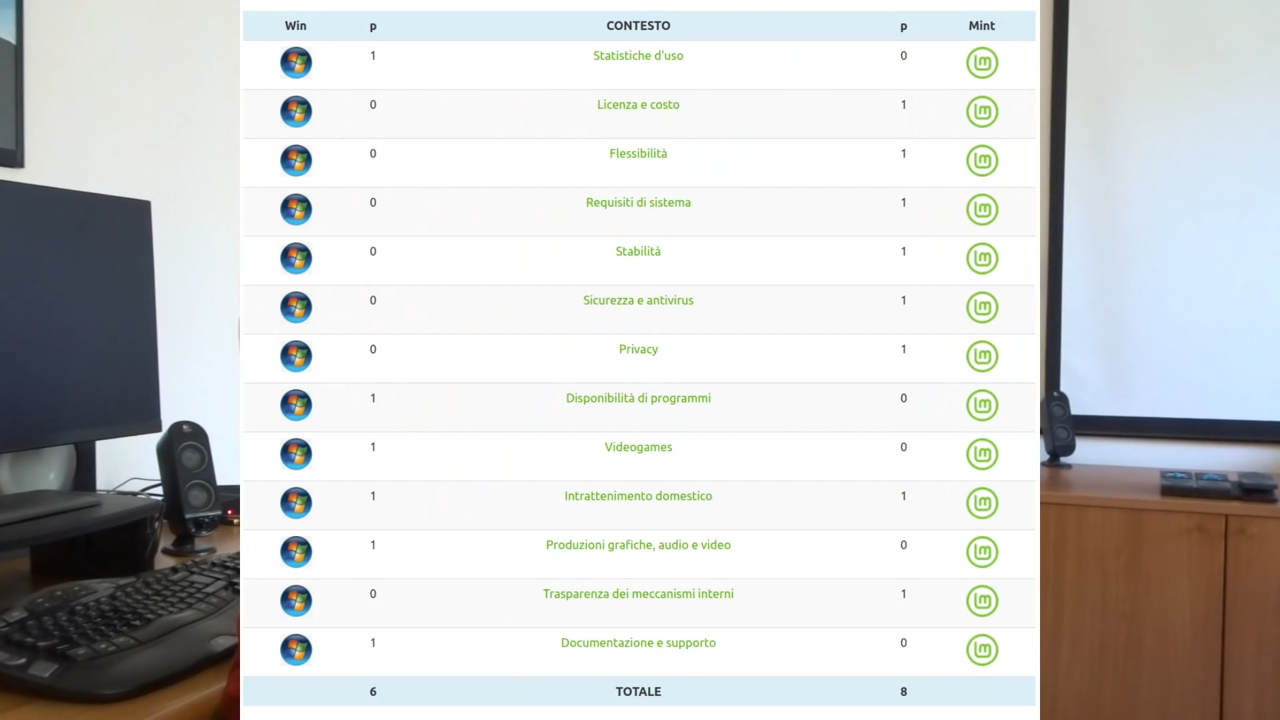 Win p CONTESTO p Mint
1 Statistiche d'uso 0
0 Licenza e costo 1
0 Flessibilità 1
0 Requisiti di sistema 1
0 Stabilità 1
0 Sicurezza e antivirus 1
0 Privacy 1
1 Disponibilità di programmi 0
1 Videogames 0
1 Intrattenimento domestico 1
1 Produzioni grafiche, audio e video 0
0 Trasparenza dei meccanismi interni 1
1 Documentazione e supporto 0
6 TOTALE 8